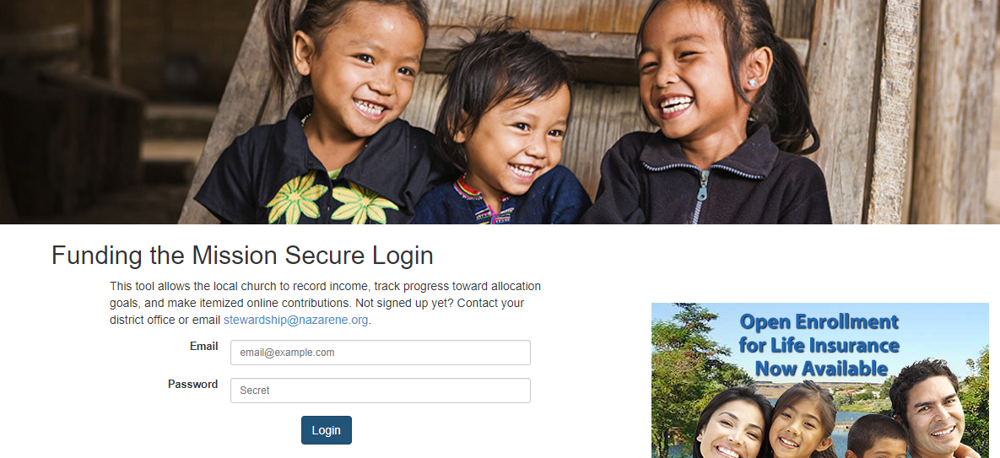 Funding the Mission Secure Login
This tool allows the local church to record income, track progress toward allocation
goals, and make itemized online contributions. Not signed up yet? Contact your
district office or email stewardship@nazarene.org.
Email
email@example.com
Password
Secret
Login
Open Enrollment
for Life Insurance
Now Available